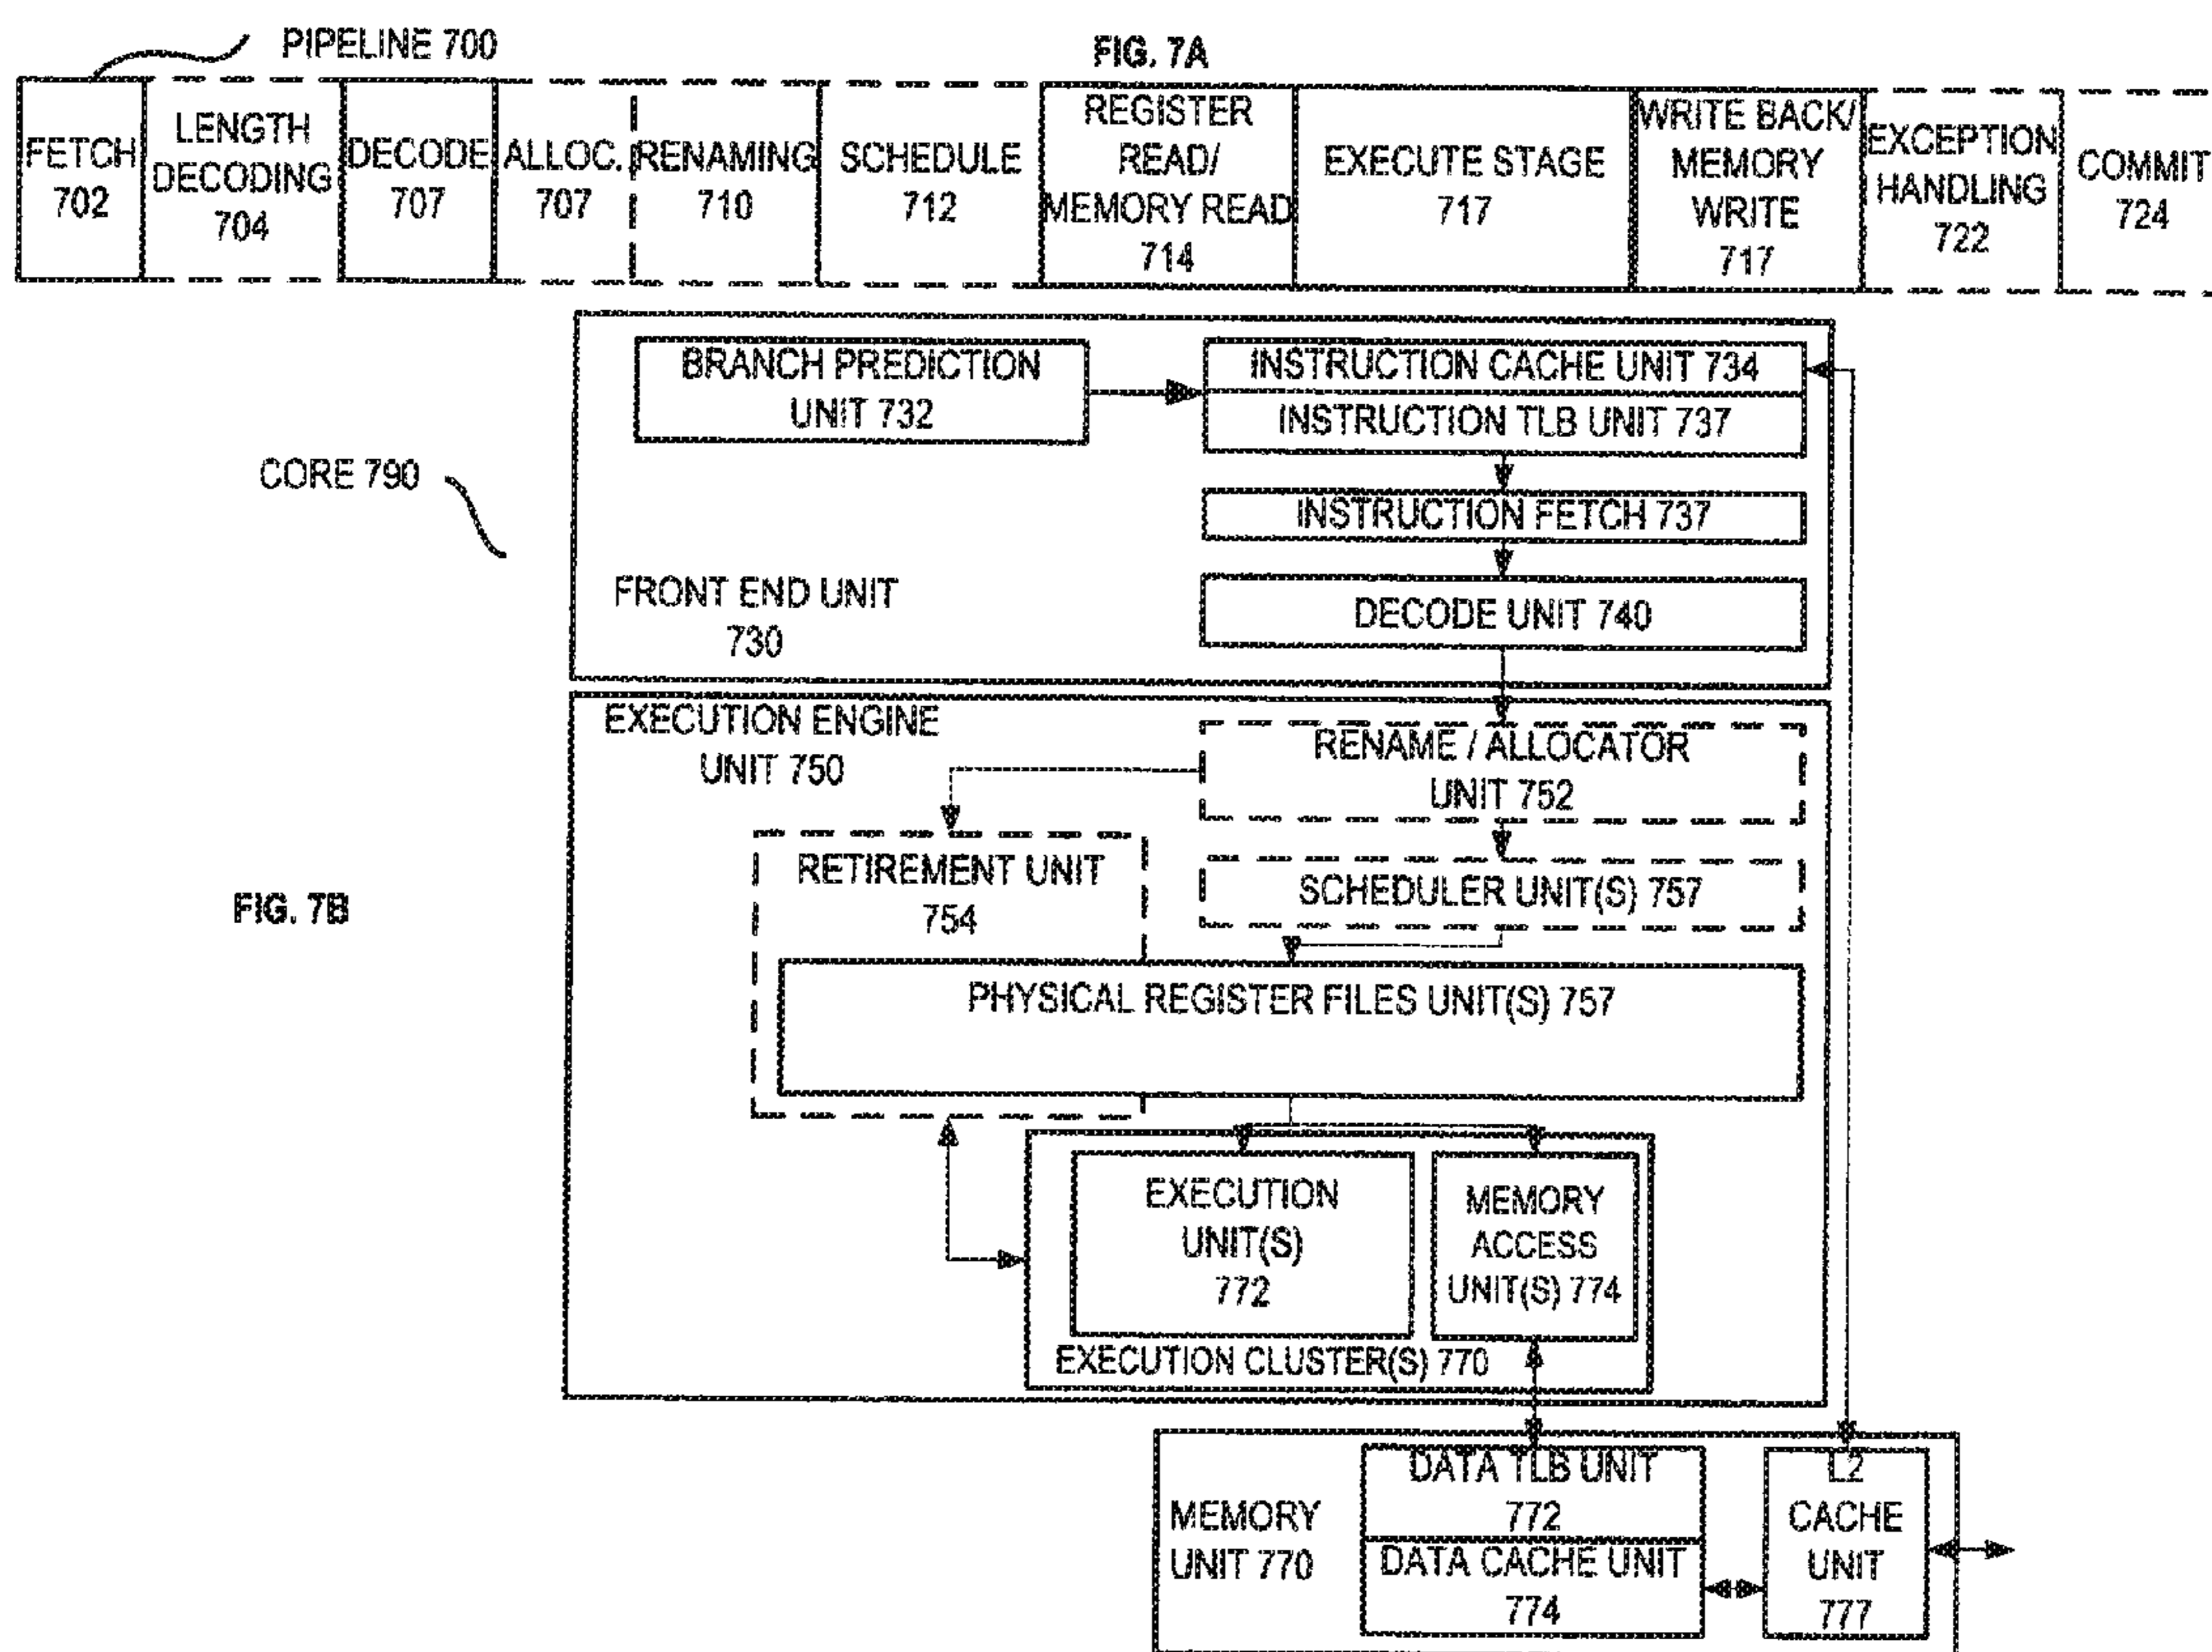 PIPELINE 700
FIG. 7A
FETCH
702
LENGTH
DECODING
704
DECODE
707
ALLOC.
707
RENAMING
710
SCHEDULE
712
REGISTER
READ/
MEMORY READ
714
EXECUTE STAGE
717
WRITE BACK/
MEMORY
WRITE
717
EXCEPTION
HANDLING
722
COMMIT
724
BRANCH PREDICTION
UNIT 732
INSTRUCTION CACHE UNIT 734
INSTRUCTION TLB UNIT 737
CORE 790
INSTRUCTION FETCH 737
FRONT END UNIT
730
DECODE UNIT 740
EXECUTION ENGINE
UNIT 750
RENAME / ALLOCATOR
UNIT 752
RETIREMENT UNIT
754
SCHEDULER UNIT(S) 757
FIG. 7B
PHYSICAL REGISTER FILES UNIT(S) 757
EXECUTION
UNIT(S)
772
MEMORY
ACCESS
UNIT(S) 774
EXECUTION CLUSTER(S) 770
MEMORY
UNIT 770
DATA TLB UNIT
772
DATA CACHE UNIT
774
L2
CACHE
UNIT
777